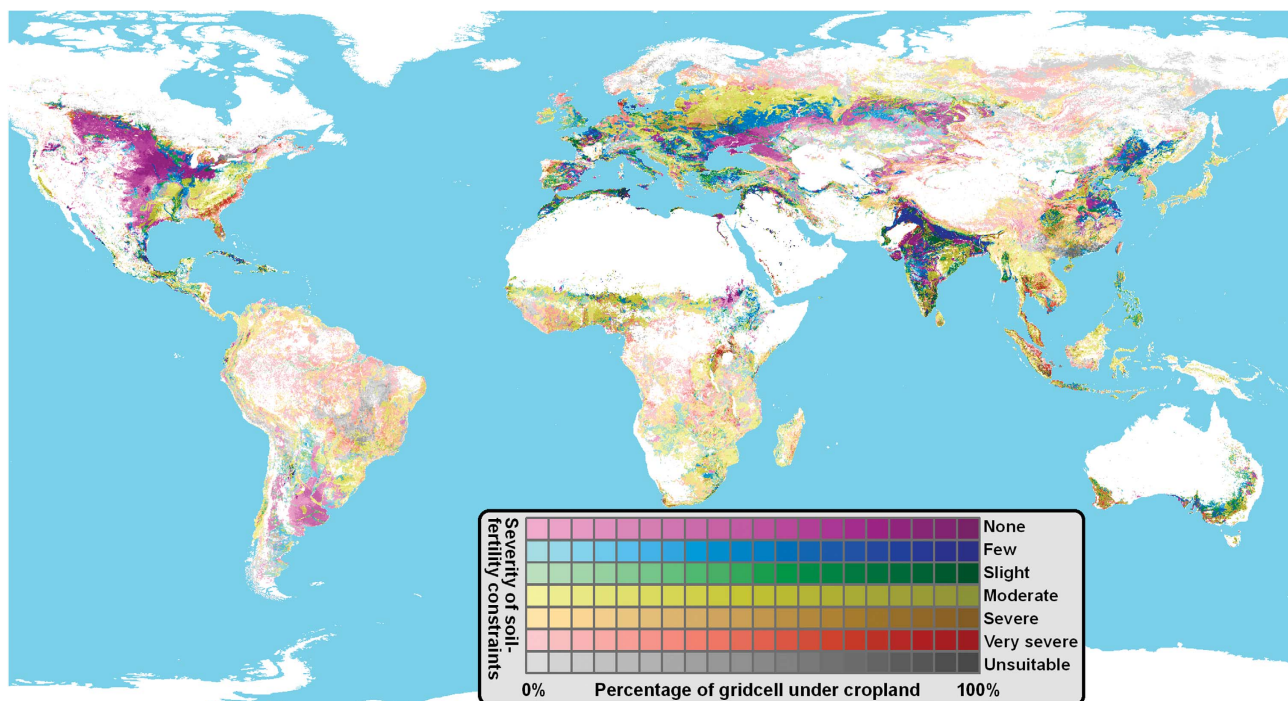 Severity of soil-
fertility constraints
None
Few
Slight
Moderate
Severe
Very severe
Unsuitable
0% Percentage of gridcell under cropland 100%